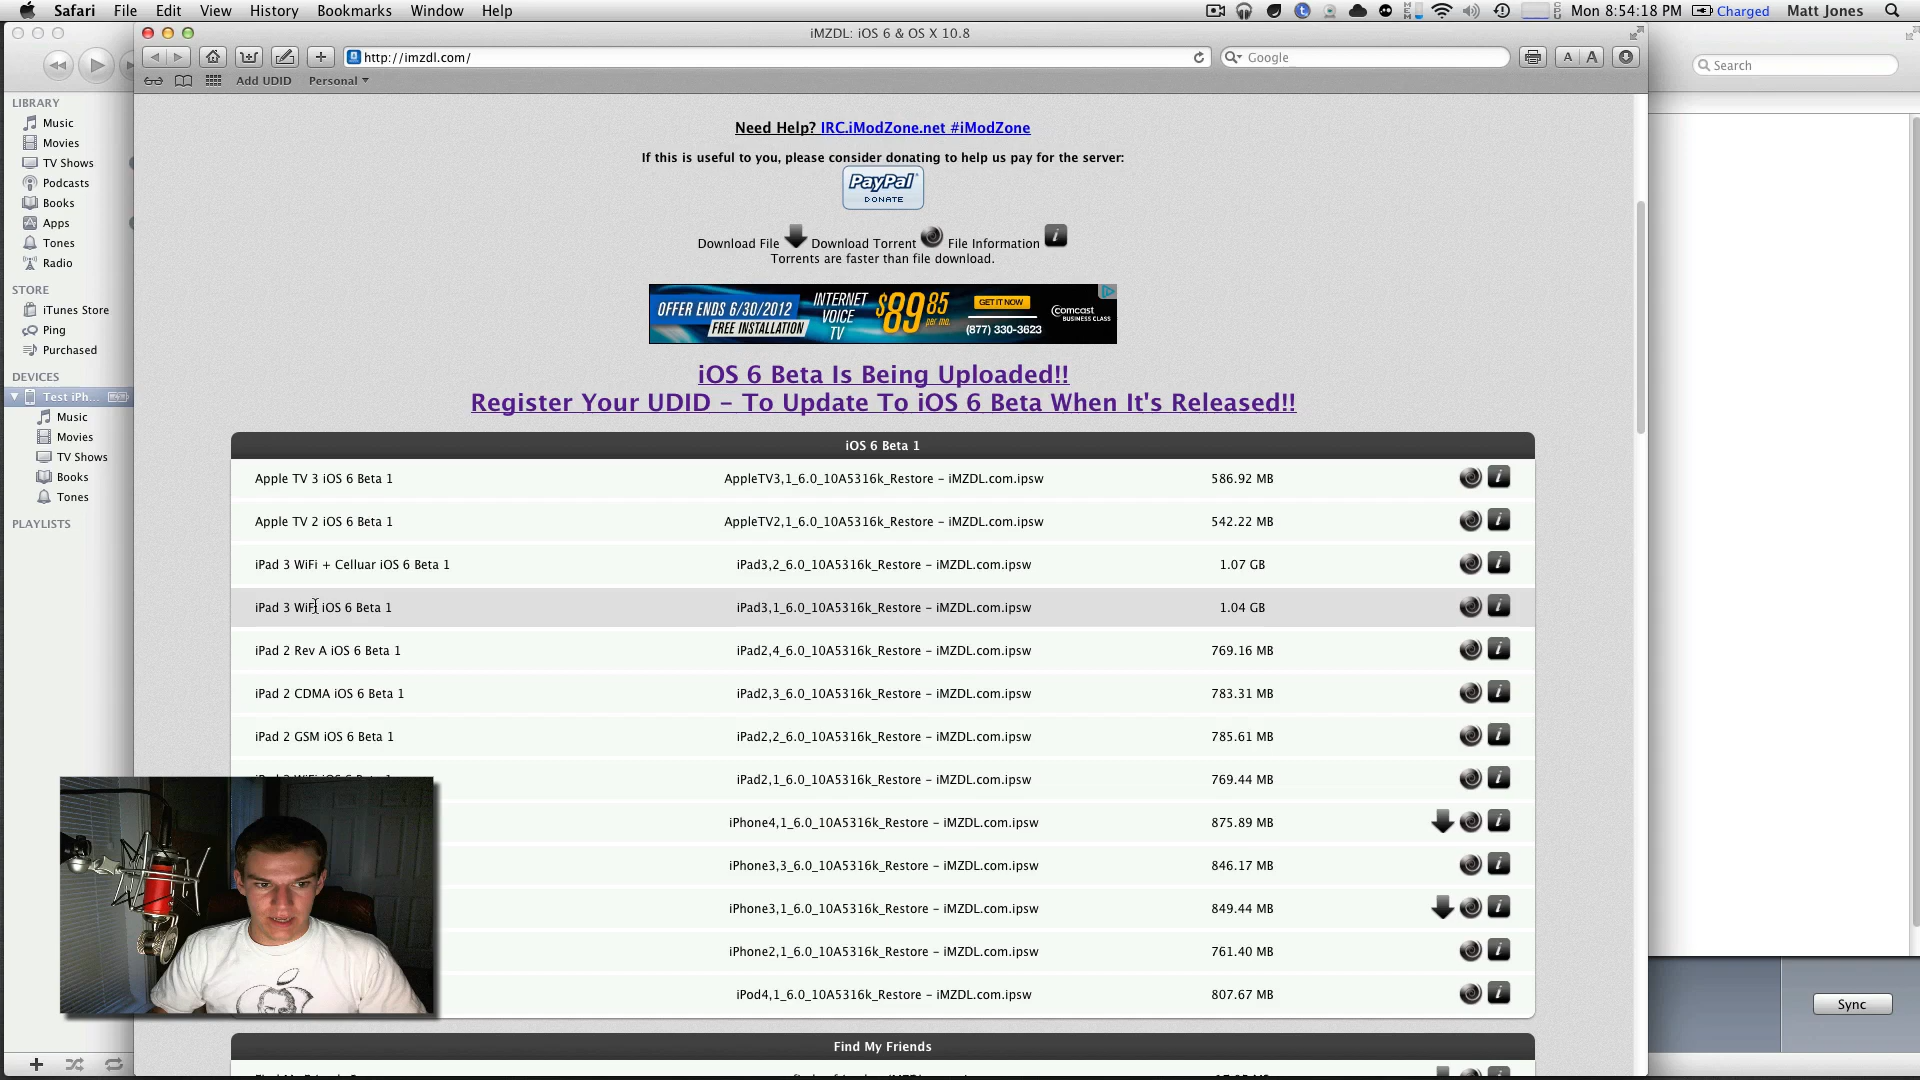 Safari File Edit View History Bookmarks Window Help
Mon 8:54:18 PM Charged Matt Jones
iMZDL: iOS 6 & OS X 10.8
http://imzdl.com/
Google
A A
Search
Add UDID Personal
LIBRARY
Music
Movies
TV Shows
Podcasts
Books
Apps
Tones
Radio
STORE
iTunes Store
Ping
Purchased
DEVICES
Test iPh...
Music
Movies
TV Shows
Books
Tones
PLAYLISTS
Need Help? IRC.iModZone.net #iModZone
If this is useful to you, please consider donating to help us pay for the server:
PayPal
DONATE
Download File Download Torrent File Information i
Torrents are faster than file download.
OFFER ENDS 6/30/2012
FREE INSTALLATION
INTERNET
VOICE
TV
$89.85 per mo.
GET IT NOW
(877) 330-3623
comcast
BUSINESS CLASS
iOS 6 Beta Is Being Uploaded!!
Register Your UDID - To Update To iOS 6 Beta When It's Released!!
iOS 6 Beta 1
Apple TV 3 iOS 6 Beta 1 AppleTV3,1_6.0_10A5316k_Restore - iMZDL.com.ipsw 586.92 MB i
Apple TV 2 iOS 6 Beta 1 AppleTV2,1_6.0_10A5316k_Restore - iMZDL.com.ipsw 542.22 MB i
iPad 3 WiFi + Celluar iOS 6 Beta 1 iPad3,2_6.0_10A5316k_Restore - iMZDL.com.ipsw 1.07 GB i
iPad 3 WiFi iOS 6 Beta 1 iPad3,1_6.0_10A5316k_Restore - iMZDL.com.ipsw 1.04 GB i
iPad 2 Rev A iOS 6 Beta 1 iPad2,4_6.0_10A5316k_Restore - iMZDL.com.ipsw 769.16 MB i
iPad 2 CDMA iOS 6 Beta 1 iPad2,3_6.0_10A5316k_Restore - iMZDL.com.ipsw 783.31 MB i
iPad 2 GSM iOS 6 Beta 1 iPad2,2_6.0_10A5316k_Restore - iMZDL.com.ipsw 785.61 MB i
iPad2,1_6.0_10A5316k_Restore - iMZDL.com.ipsw 769.44 MB i
iPhone4,1_6.0_10A5316k_Restore - iMZDL.com.ipsw 875.89 MB i
iPhone3,3_6.0_10A5316k_Restore - iMZDL.com.ipsw 846.17 MB i
iPhone3,1_6.0_10A5316k_Restore - iMZDL.com.ipsw 849.44 MB i
iPhone2,1_6.0_10A5316k_Restore - iMZDL.com.ipsw 761.40 MB i
iPod4,1_6.0_10A5316k_Restore - iMZDL.com.ipsw 807.67 MB i
Find My Friends
Sync